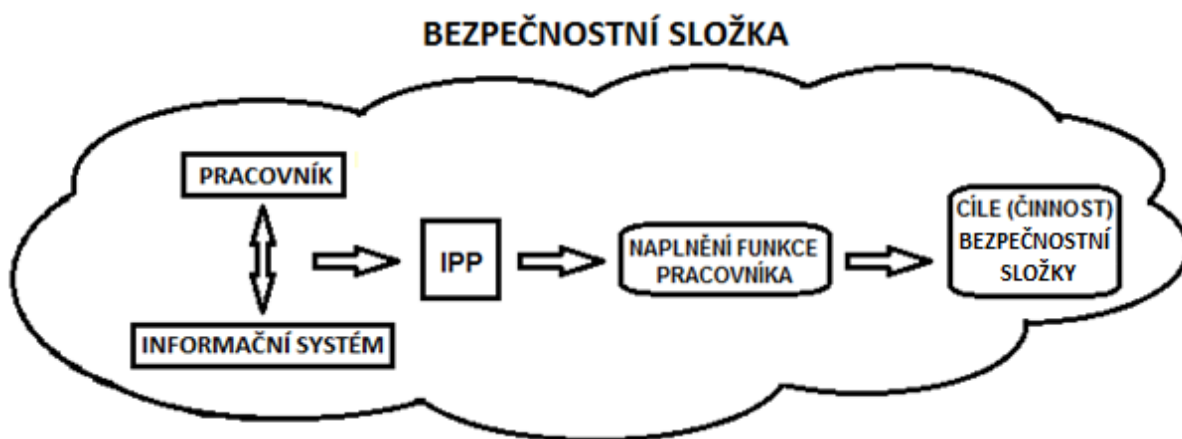 BEZPEČNOSTNÍ SLOŽKA
PRACOVNÍK
INFORMAČNÍ SYSTÉM
IPP
NAPLNĚNÍ FUNKCE
PRACOVNÍKA
CÍLE (ČINNOST)
BEZPEČNOSTNÍ
SLOŽKY